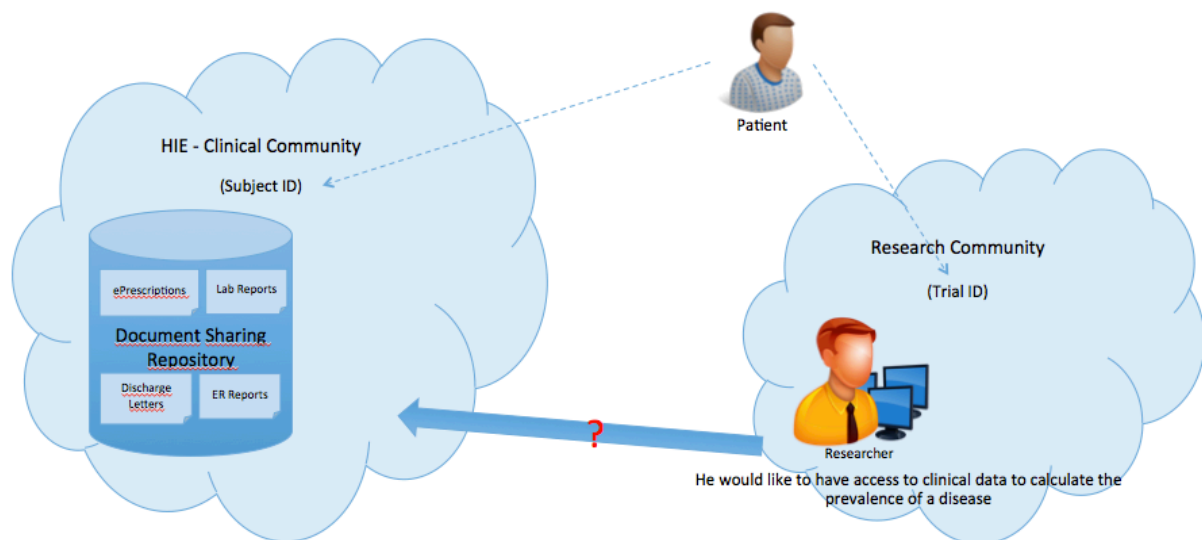 Patient
HIE - Clinical Community
(Subject ID)
ePrescriptions
Lab Reports
Document Sharing
Repository
Discharge
Letters
ER Reports
Research Community
(Trial ID)
?
Researcher
He would like to have access to clinical data to calculate the
prevalence of a disease